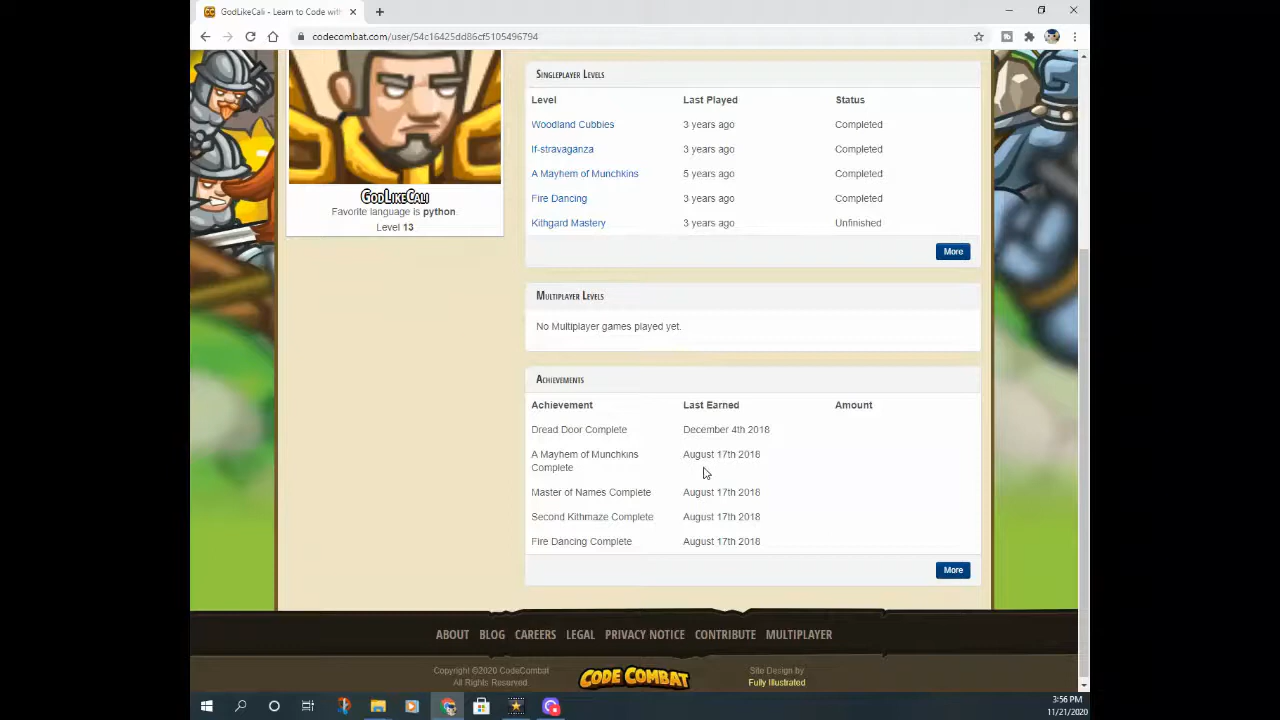 GodLikeCali - Learn to Code with
codecombat.com/user/54c16425dd86cf5105496794
GodLikeCali
Favorite language is python.
Level 13
Singleplayer Levels
Level Last Played Status
Woodland Cubbies 3 years ago Completed
If-stravaganza 3 years ago Completed
A Mayhem of Munchkins 5 years ago Completed
Fire Dancing 3 years ago Completed
Kithgard Mastery 3 years ago Unfinished
More
Multiplayer Levels
No Multiplayer games played yet.
Achievements
Achievement Last Earned Amount
Dread Door Complete December 4th 2018
A Mayhem of Munchkins August 17th 2018
Complete
Master of Names Complete August 17th 2018
Second Kithmaze Complete August 17th 2018
Fire Dancing Complete August 17th 2018
More
ABOUT BLOG CAREERS LEGAL PRIVACY NOTICE CONTRIBUTE MULTIPLAYER
Copyright ©2020 CodeCombat
All Rights Reserved
CODE COMBAT
Site Design by
Fully Illustrated
3:56 PM
11/21/2020